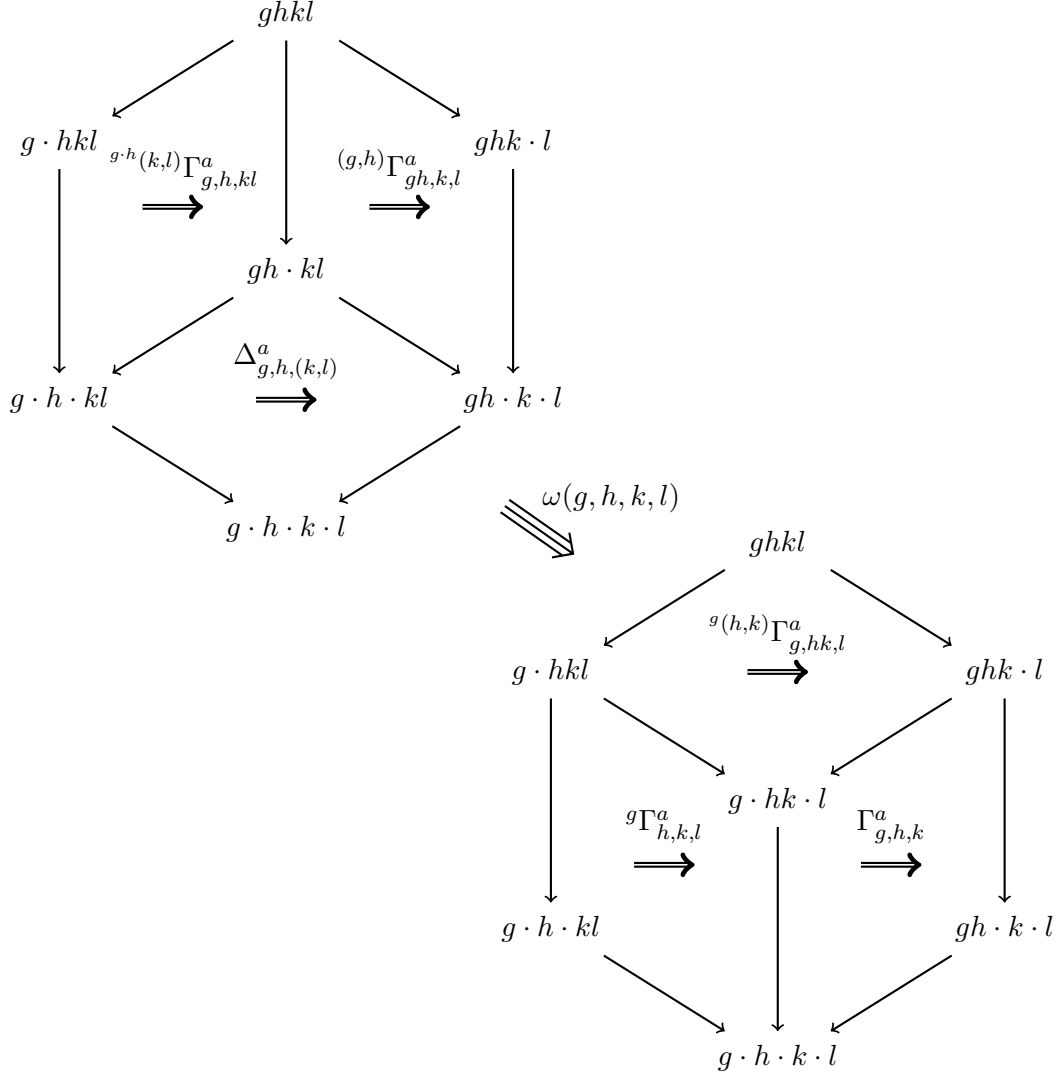 ghkl
g · hkl
ghk · l
^{g·h}(k,l)Γ^a_{g,h,kl}
^{(g,h)}Γ^a_{gh,k,l}
gh · kl
Δ^a_{g,h,(k,l)}
g · h · kl
gh · k · l
g · h · k · l
ω(g, h, k, l)
ghkl
^{g(h,k)}Γ^a_{g,hk,l}
g · hkl
ghk · l
g · hk · l
^gΓ^a_{h,k,l}
Γ^a_{g,h,k}
g · h · kl
gh · k · l
g · h · k · l